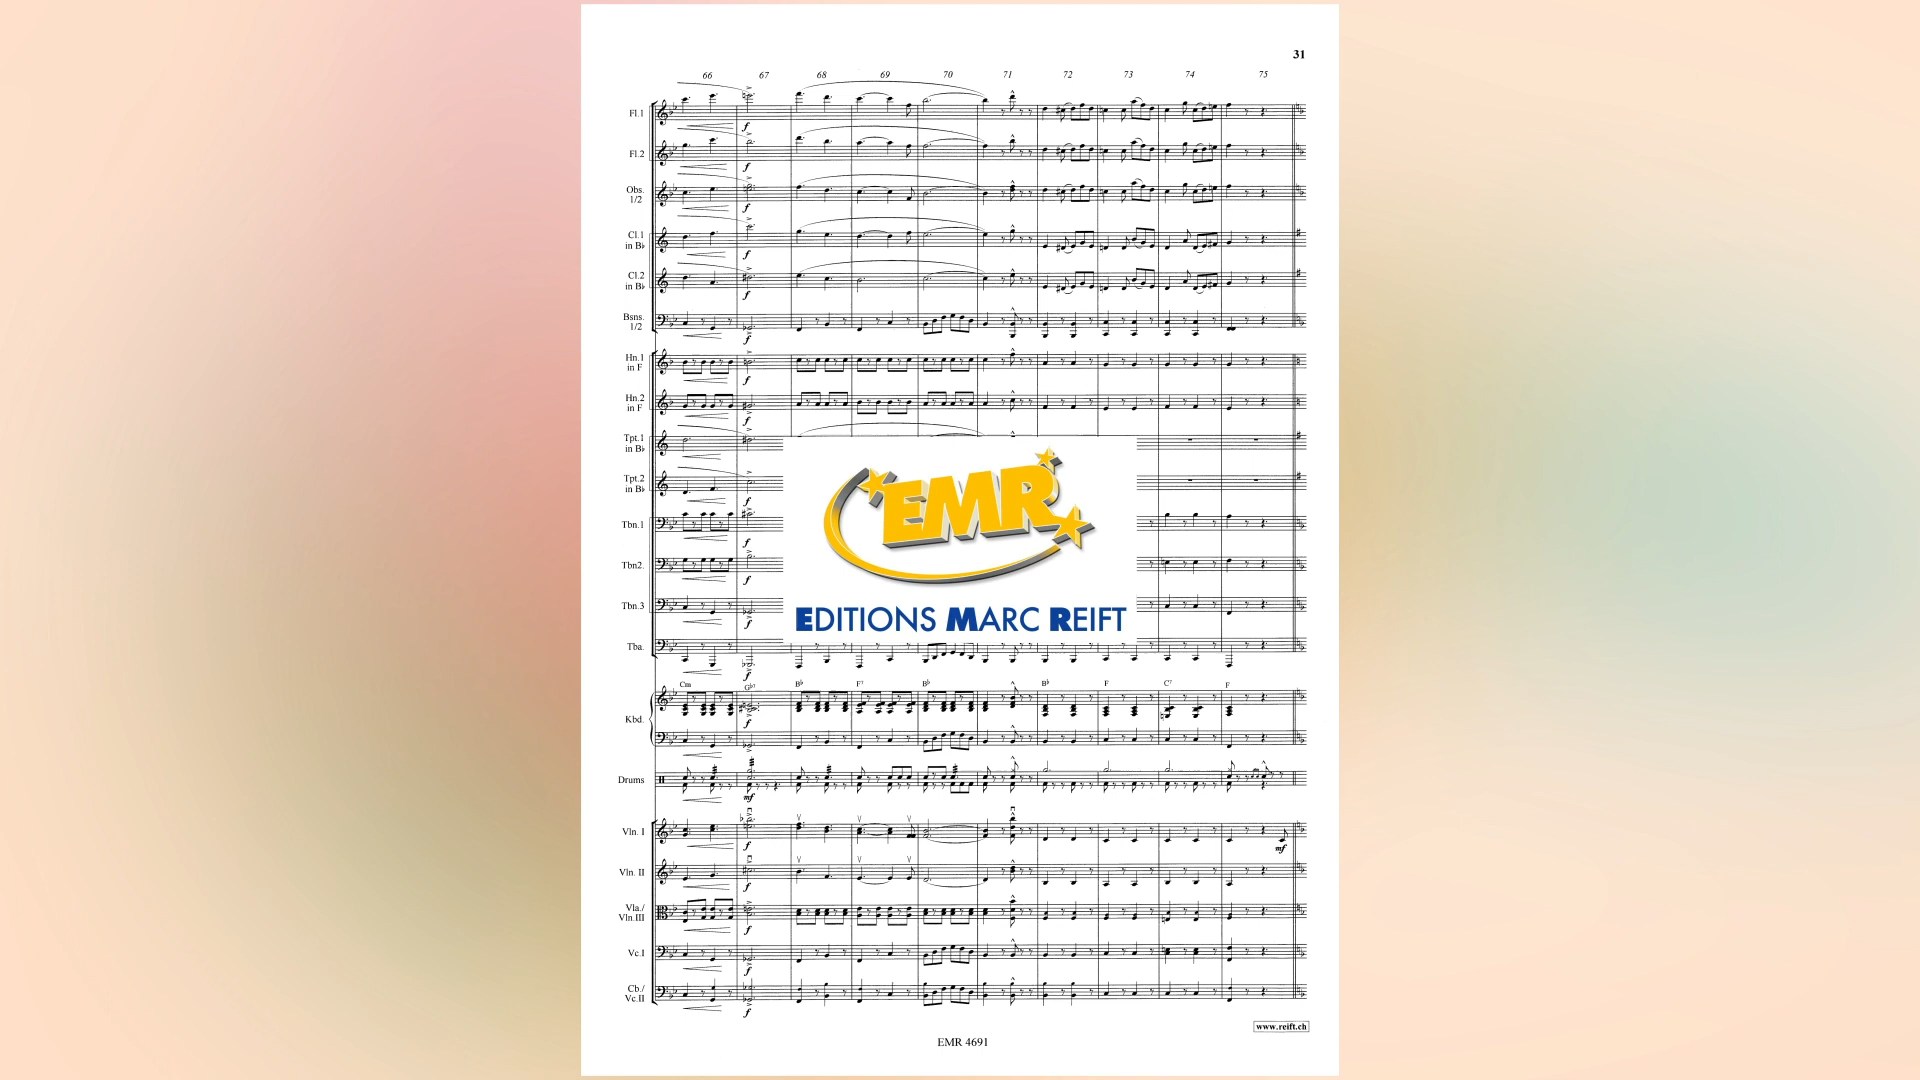 31
66 67 68 69 70 71 72 73 74 75
Fl.1
f
Fl.2
f
Obs.
1/2
f
Cl.1
in B♭
f
Cl.2
in B♭
f
Bsns.
1/2
f
Hn.1
in F
f
Hn.2
in F
f
Tpt.1
in B♭
f
Tpt.2
in B♭
f
Tbn.1
f
Tbn2.
f
Tbn.3
f
Tba.
f
EMR
EDITIONS MARC REIFT
Cm G♭7 B♭ F7 B♭ B♭ F C7 F
Kbd.
f
Drums
mf
Vln. I
f mf
Vln. II
f
Vla./
Vln.III
f
Vc.I
f
Cb./
Vc.II
f
www.reift.ch
EMR 4691